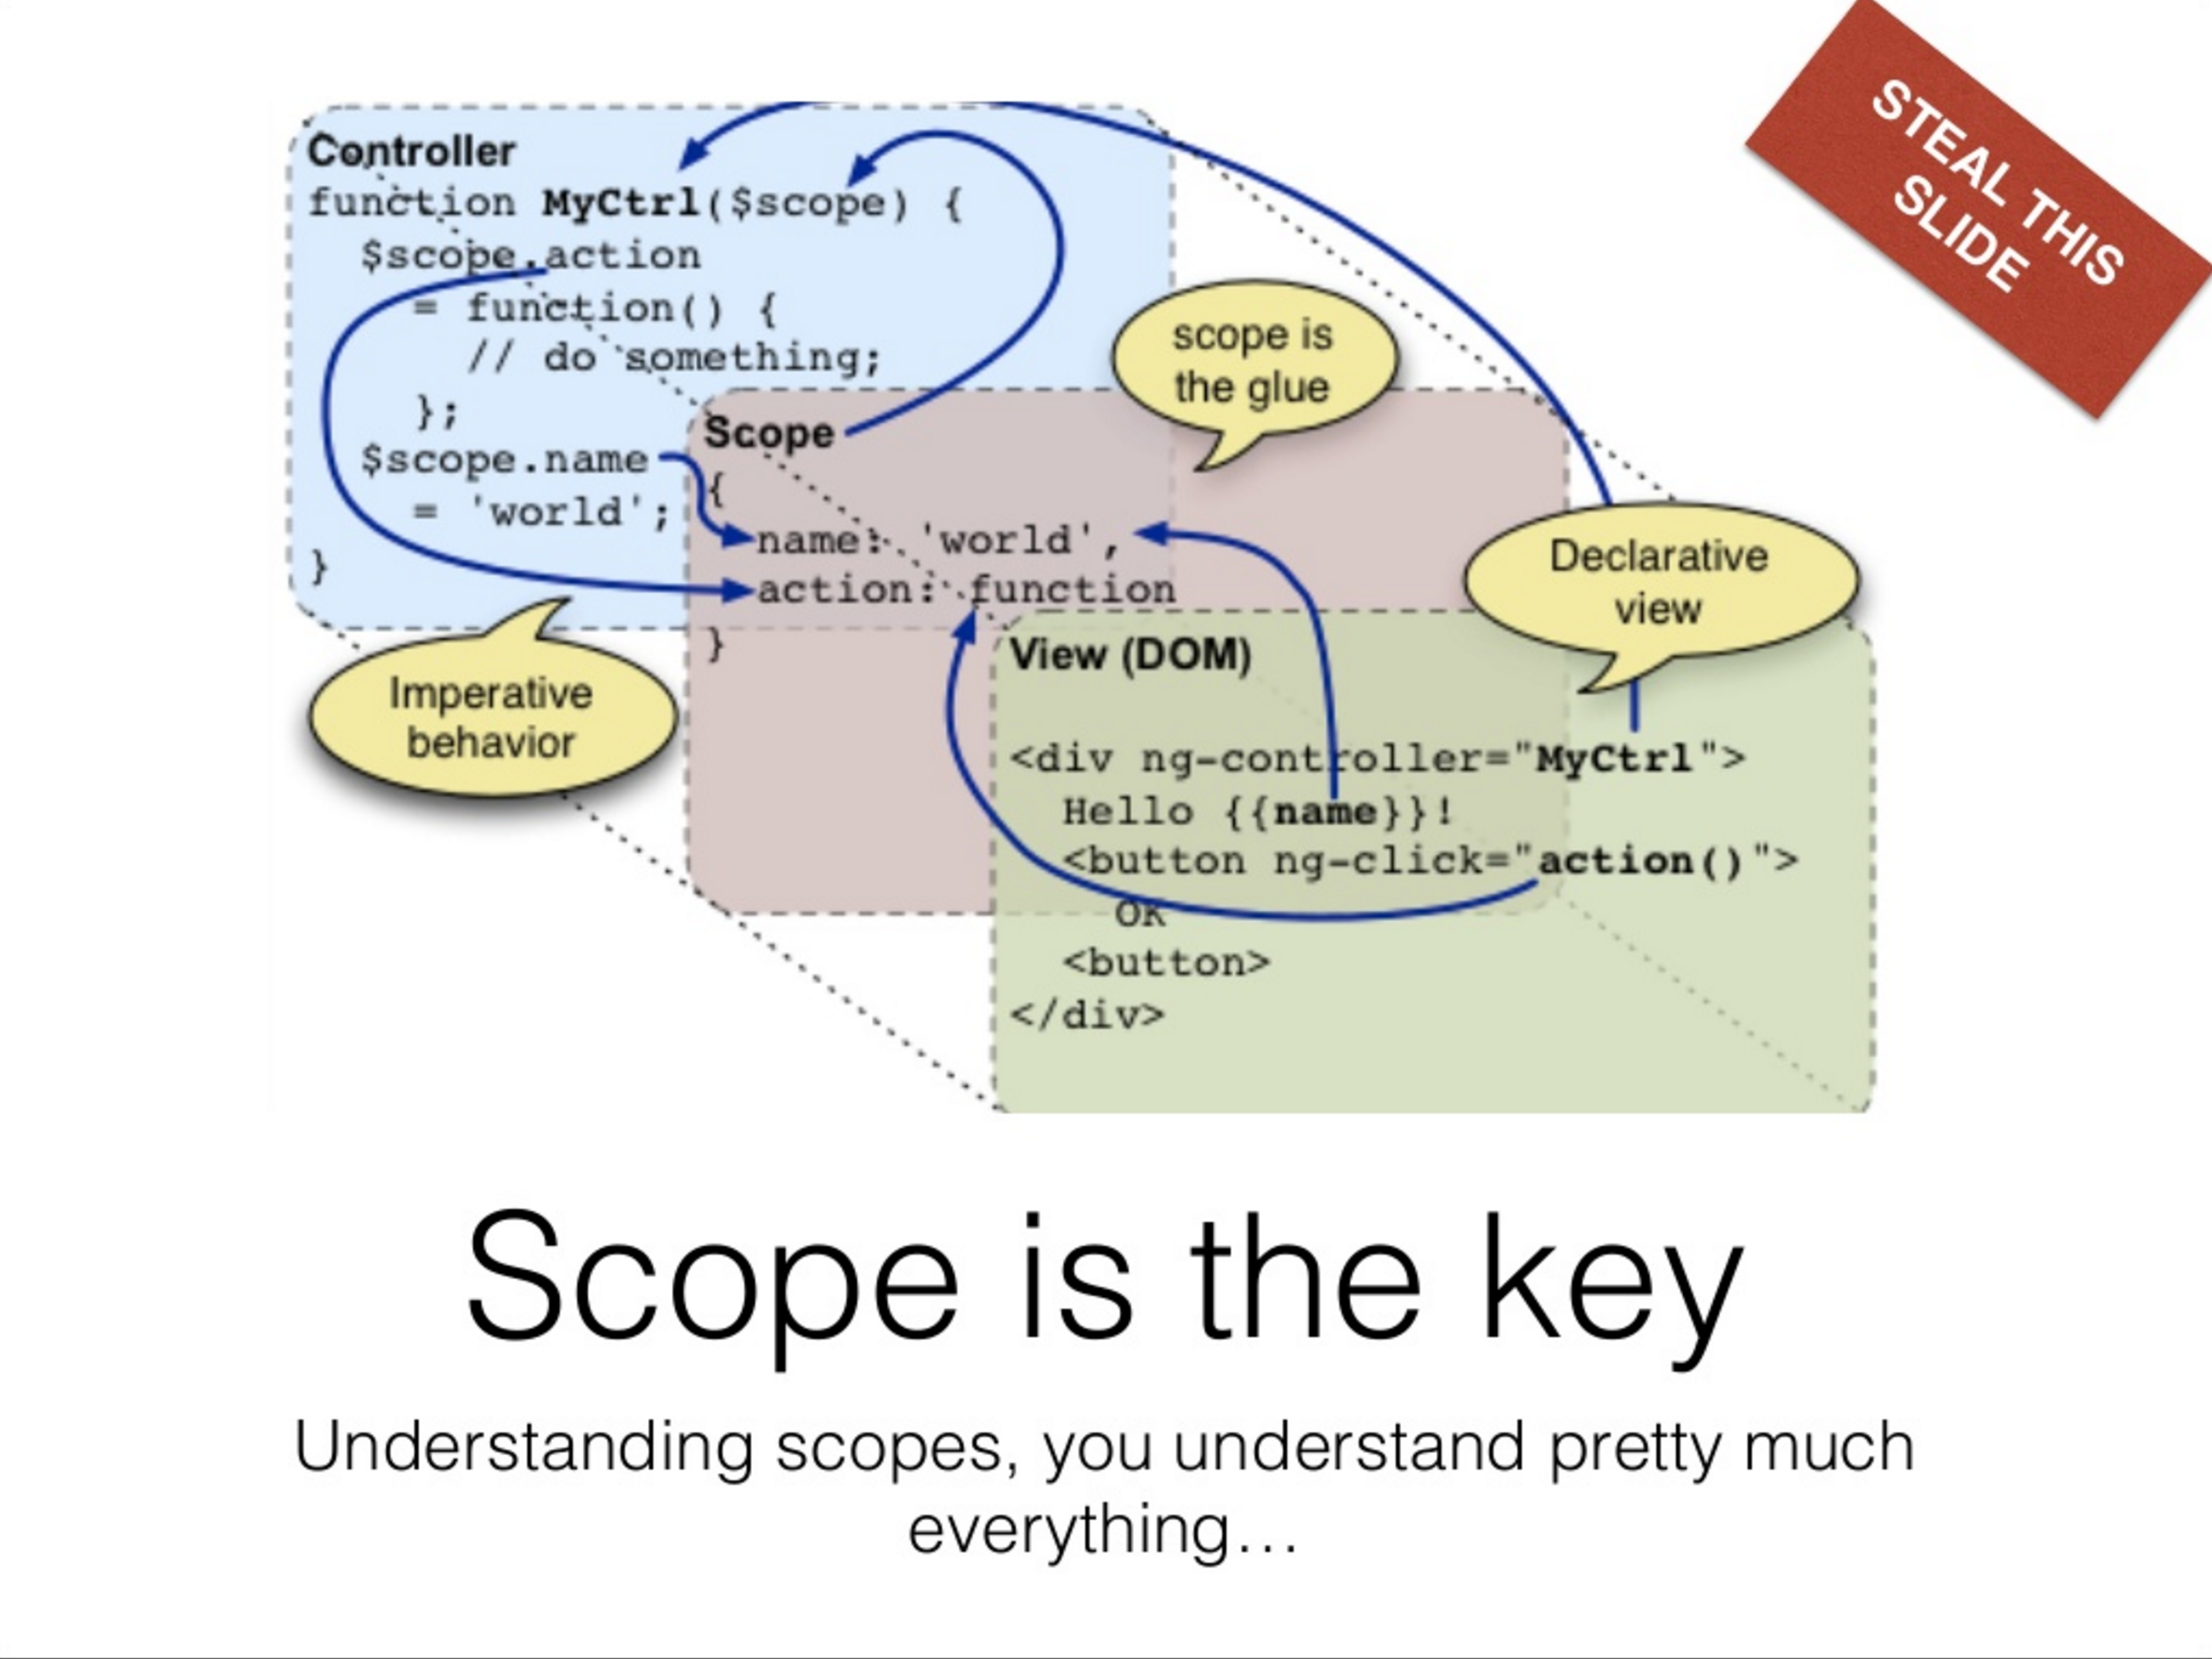 STEAL THIS
SLIDE
Controller
function MyCtrl($scope) {
$scope.action
= function() {
// do something;
};
$scope.name
= 'world';
}
scope is
the glue
Scope
{
name: 'world',
action: function
}
Imperative
behavior
Declarative
view
View (DOM)
<div ng-controller="MyCtrl">
Hello {{name}}!
<button ng-click="action()">
OK
<button>
</div>
Scope is the key
Understanding scopes, you understand pretty much
everything…